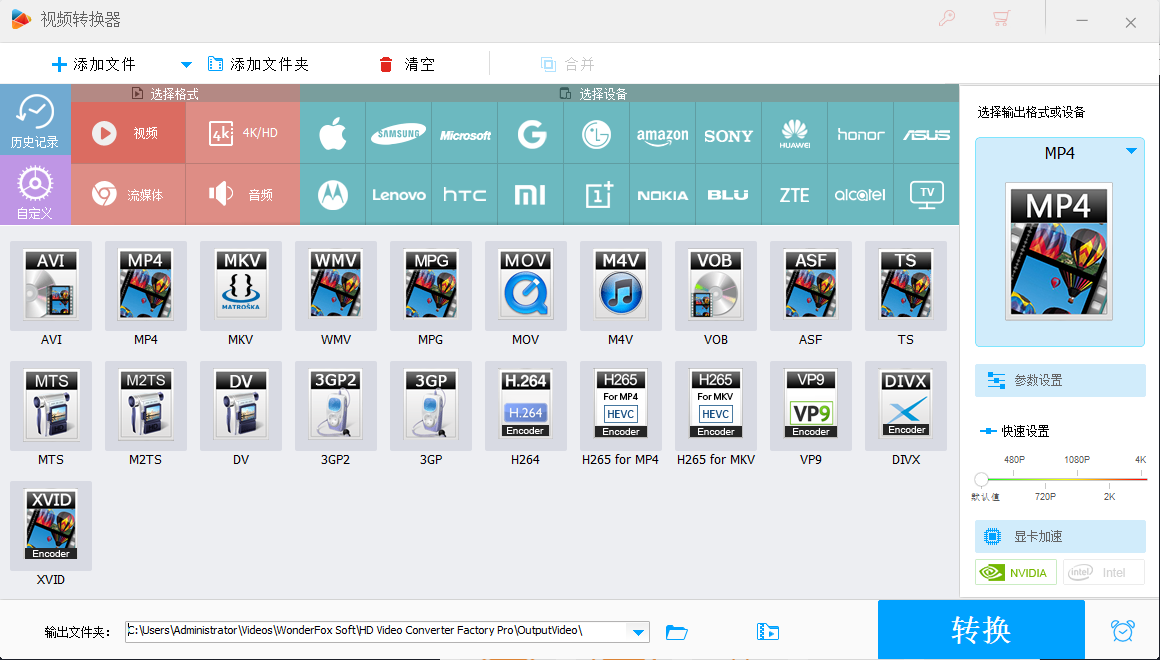 视频转换器
添加文件 添加文件夹 清空 合并
选择格式 选择设备
历史记录 视频 4k 4K/HD SAMSUNG Microsoft G LG amazon SONY HUAWEI honor ASUS
自定义 流媒体 音频 Lenovo hTC MI 1+ NOKIA BLU ZTE alcatel TV
AVI MP4 MKV MATROŠKA WMV MPG MOV M4V VOB ASF TS
AVI MP4 MKV WMV MPG MOV M4V VOB ASF TS
MTS M2TS DV 3GP2 3GP H.264 H.264 Encoder H265 For MP4 HEVC Encoder H265 For MKV HEVC Encoder VP9 VP9 Encoder DIVX Encoder
MTS M2TS DV 3GP2 3GP H264 H265 for MP4 H265 for MKV VP9 DIVX
XVID Encoder
XVID
选择输出格式或设备
MP4
MP4
参数设置
快速设置
480P 1080P 4K
默认值 720P 2K
显卡加速
NVIDIA intel Intel
输出文件夹: C:\Users\Administrator\Videos\WonderFox Soft\HD Video Converter Factory Pro\OutputVideo\ 转换